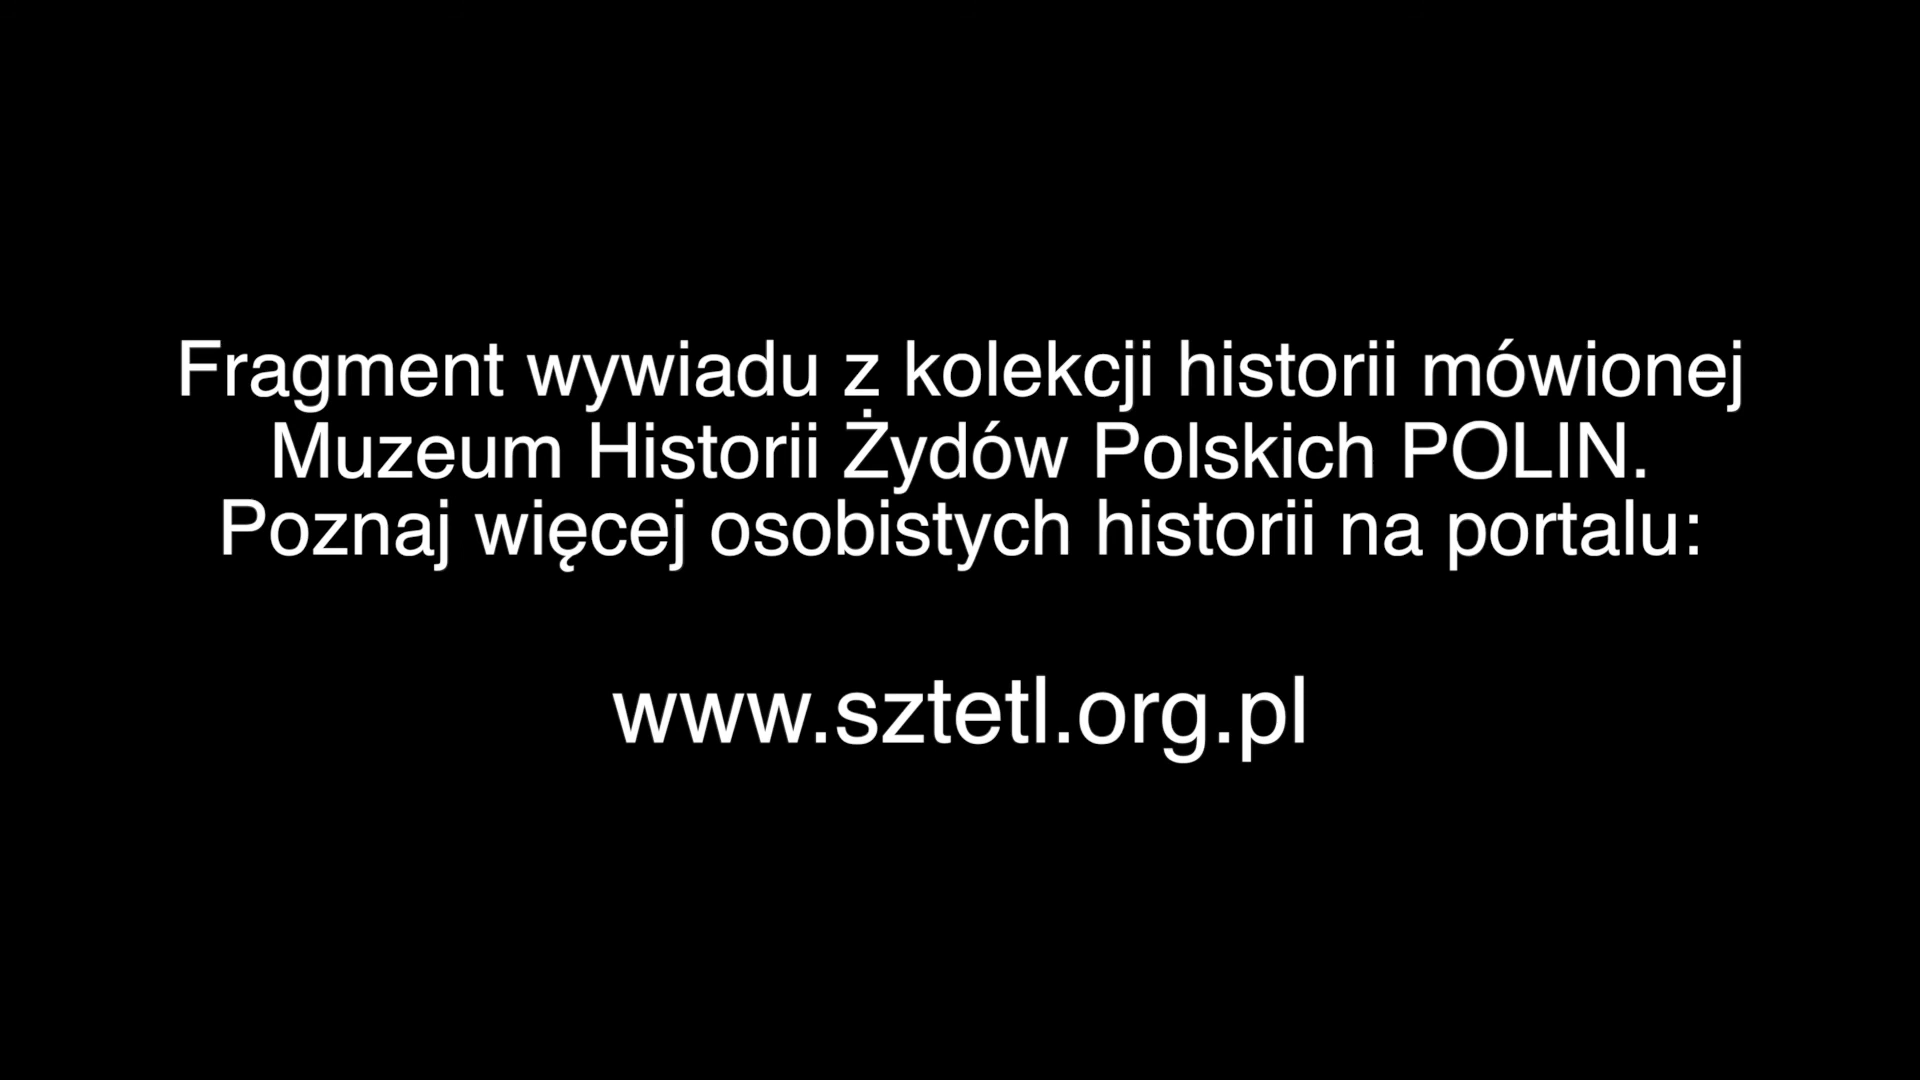 Fragment wywiadu z kolekcji historii mówionej
Muzeum Historii Żydów Polskich POLIN.
Poznaj więcej osobistych historii na portalu:
www.sztetl.org.pl